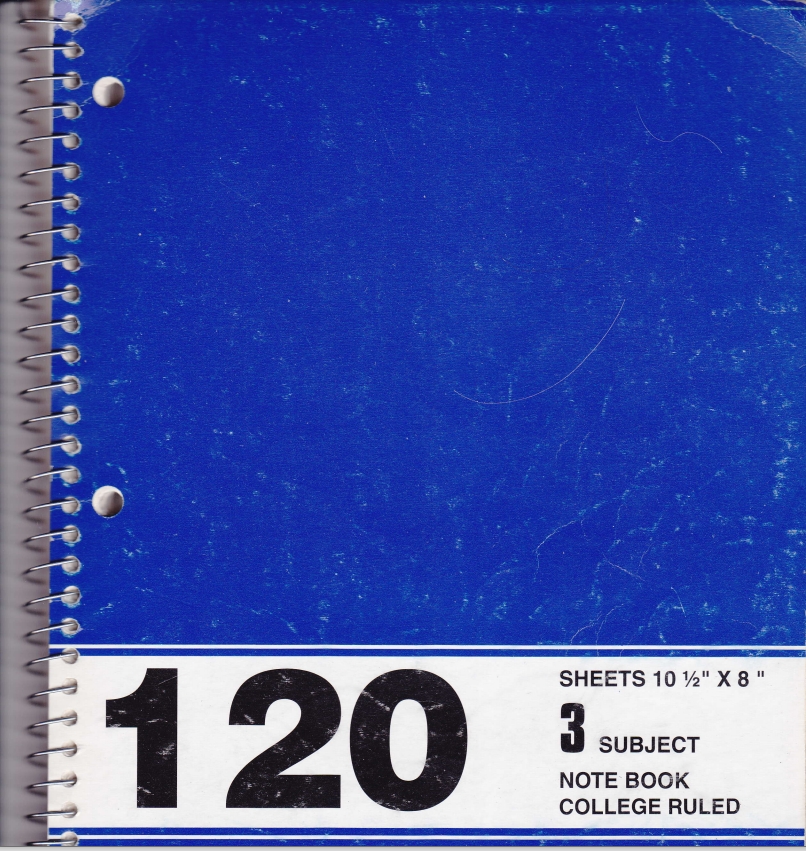 120
SHEETS 10 ½" X 8 "
3 SUBJECT
NOTE BOOK
COLLEGE RULED